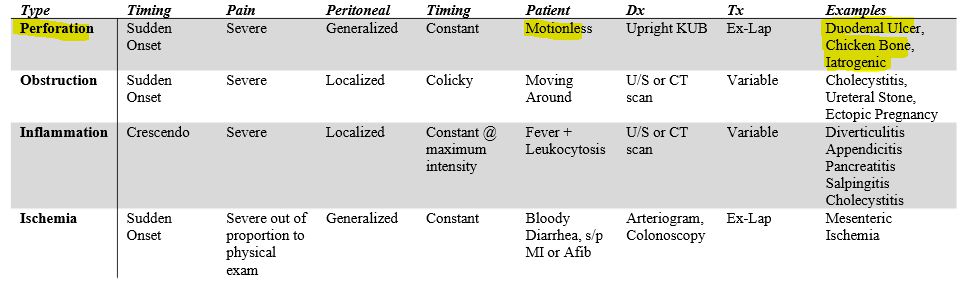 Type Timing Pain Peritoneal Timing Patient Dx Tx Examples
Perforation Sudden Severe Generalized Constant Motionless Upright KUB Ex-Lap Duodenal Ulcer,
Onset Chicken Bone,
Iatrogenic
Obstruction Sudden Severe Localized Colicky Moving U/S or CT Variable Cholecystitis,
Onset Around scan Ureteral Stone,
Ectopic Pregnancy
Inflammation Crescendo Severe Localized Constant @ Fever + U/S or CT Variable Diverticulitis
maximum Leukocytosis scan Appendicitis
intensity Pancreatitis
Salpingitis
Cholecystitis
Ischemia Sudden Severe out of Generalized Constant Bloody Arteriogram, Ex-Lap Mesenteric
Onset proportion to Diarrhea, s/p Colonoscopy Ischemia
physical MI or Afib
exam